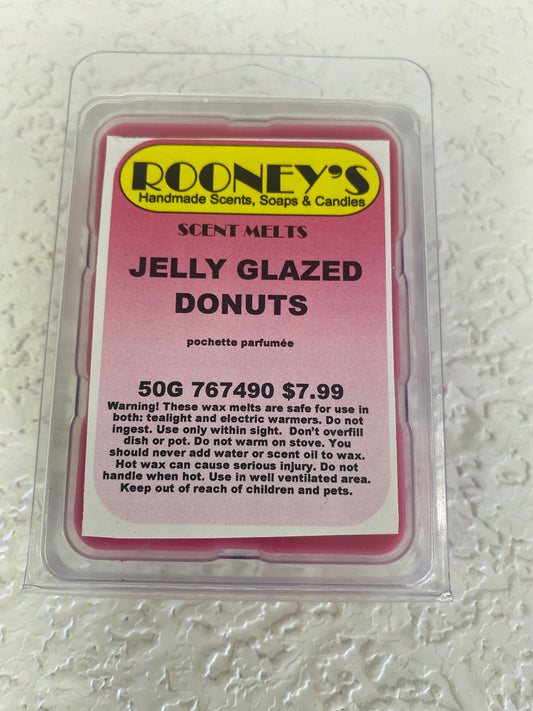 ROONEY'S
Handmade Scents, Soaps & Candles
SCENT MELTS
JELLY GLAZED
DONUTS
pochette parfumée
50G 767490 $7.99
Warning! These wax melts are safe for use in
both: tealight and electric warmers. Do not
ingest. Use only within sight.  Don't overfill
dish or pot. Do not warm on stove. You
should never add water or scent oil to wax.
Hot wax can cause serious injury. Do not
handle when hot. Use in well ventilated area.
Keep out of reach of children and pets.